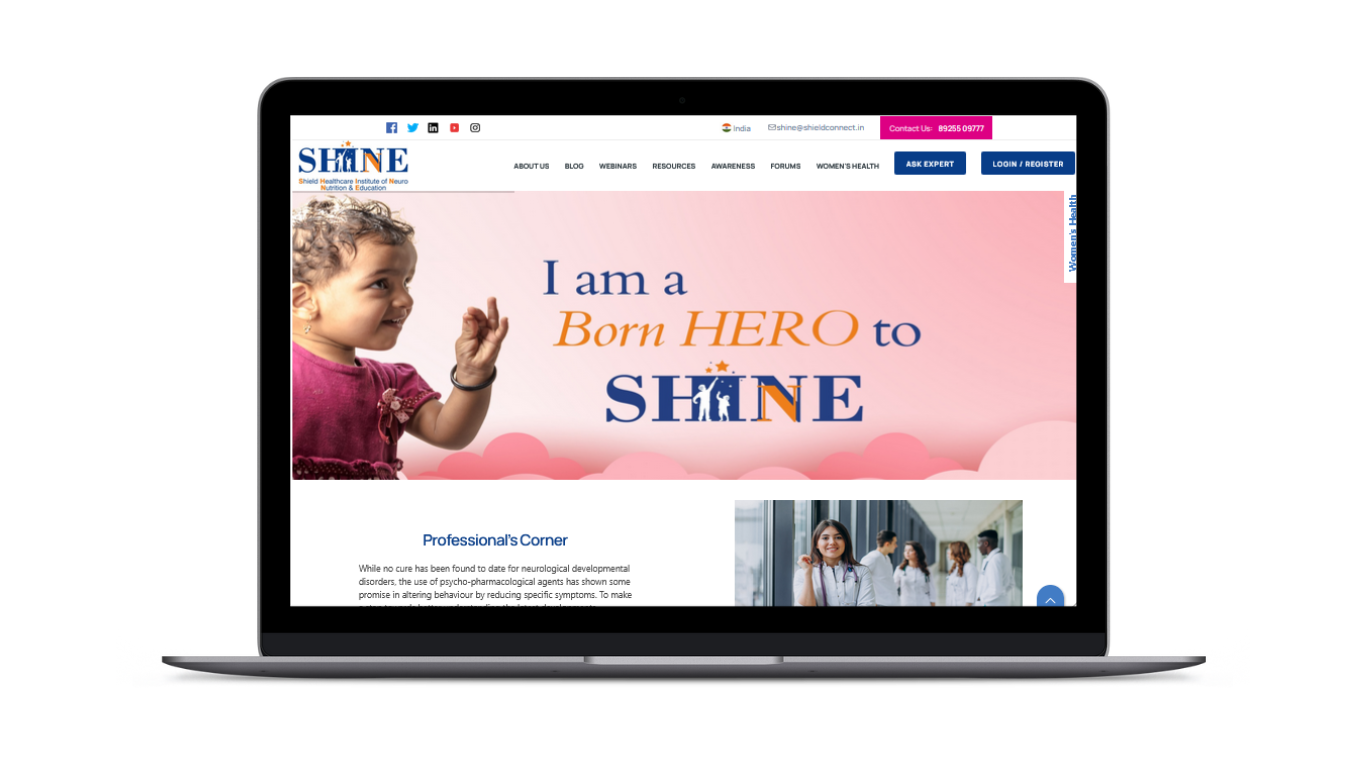 India
shine@shieldconnect.in
Contact Us: 89255 09777
SHINE
Shield Healthcare Institute of Neuro
Nutrition & Education
ABOUT US
BLOG
WEBINARS
RESOURCES
AWARENESS
FORUMS
WOMEN'S HEALTH
ASK EXPERT
LOGIN / REGISTER
Women's Health
I am a
Born HERO to
SHINE
Professional's Corner
While no cure has been found to date for neurological developmental
disorders, the use of psycho-pharmacological agents has shown some
promise in altering behaviour by reducing specific symptoms. To make